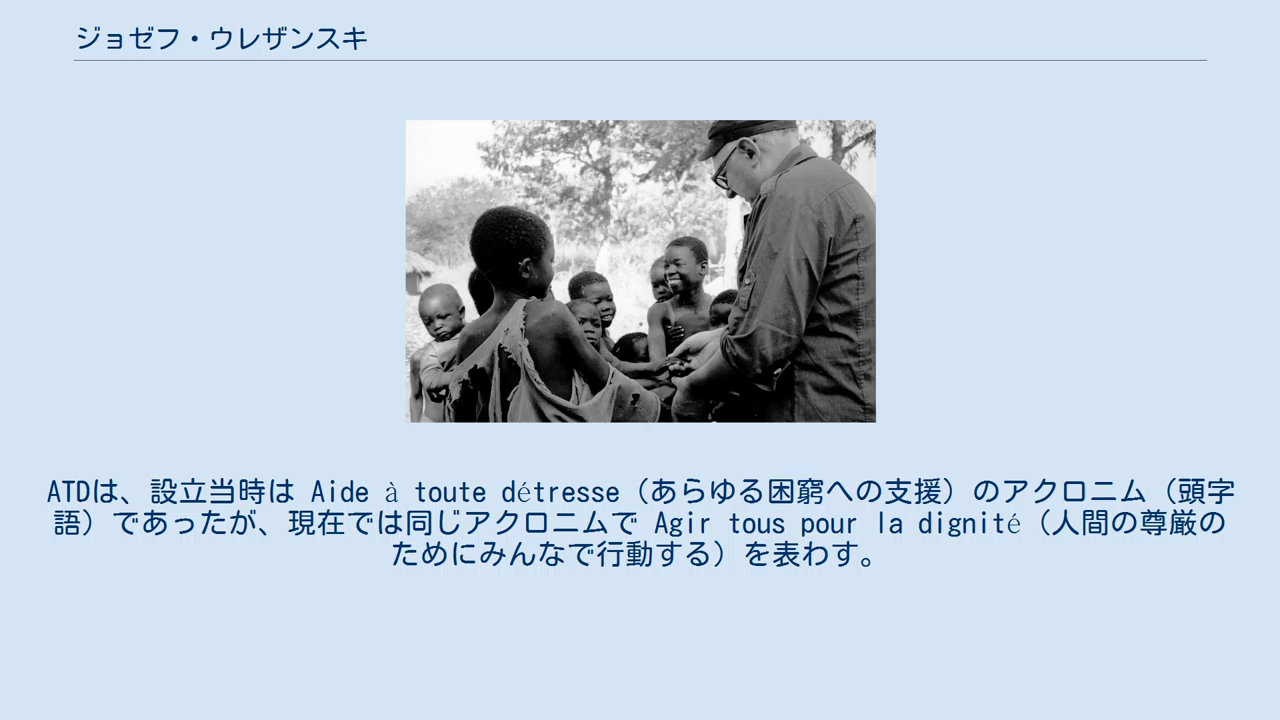 ジョゼフ・ウレザンスキ
ATDは、設立当時は Aide à toute détresse（あらゆる困窮への支援）のアクロニム（頭字
語）であったが、現在では同じアクロニムで Agir tous pour la dignité（人間の尊厳の
ためにみんなで行動する）を表わす。